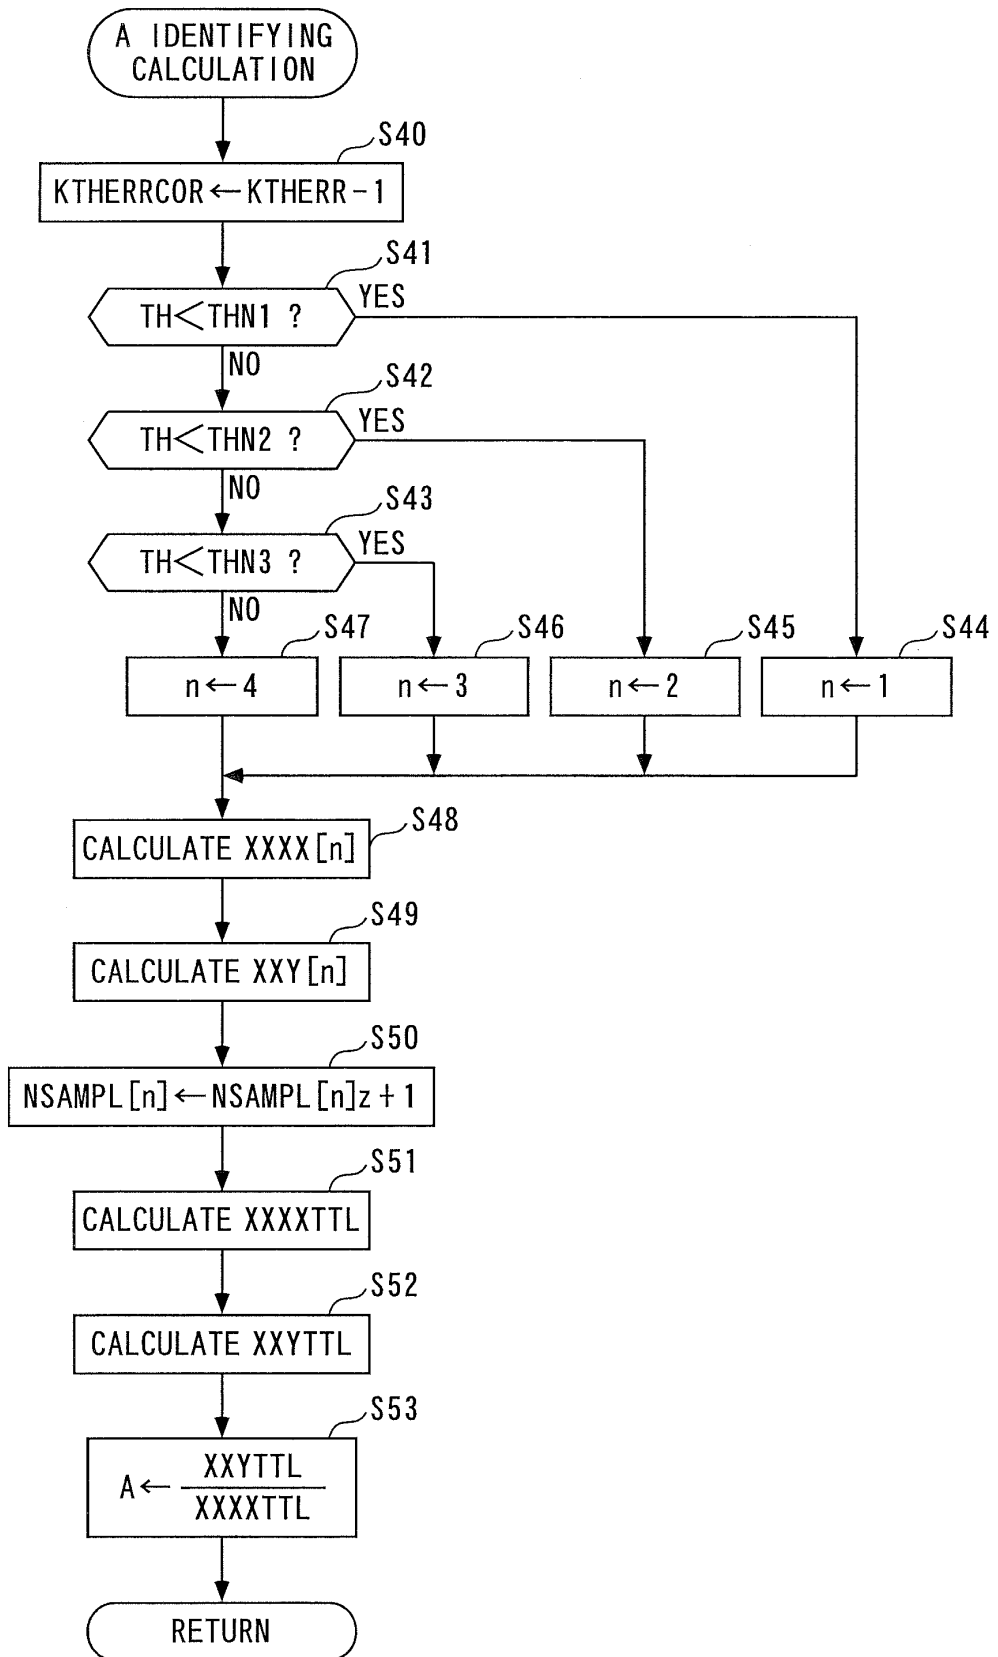 A IDENTIFYING
CALCULATION
S40
KTHERRCOR←KTHERR-1
S41
TH<THN1 ?
YES
NO
S42
TH<THN2 ?
YES
NO
S43
TH<THN3 ?
YES
NO
S47
S46
S45
S44
n←4
n←3
n←2
n←1
S48
CALCULATE XXXX[n]
S49
CALCULATE XXY[n]
S50
NSAMPL[n]←NSAMPL[n]z+1
S51
CALCULATE XXXXTTL
S52
CALCULATE XXYTTL
S53
XXYTTL
A←
XXXXTTL
RETURN